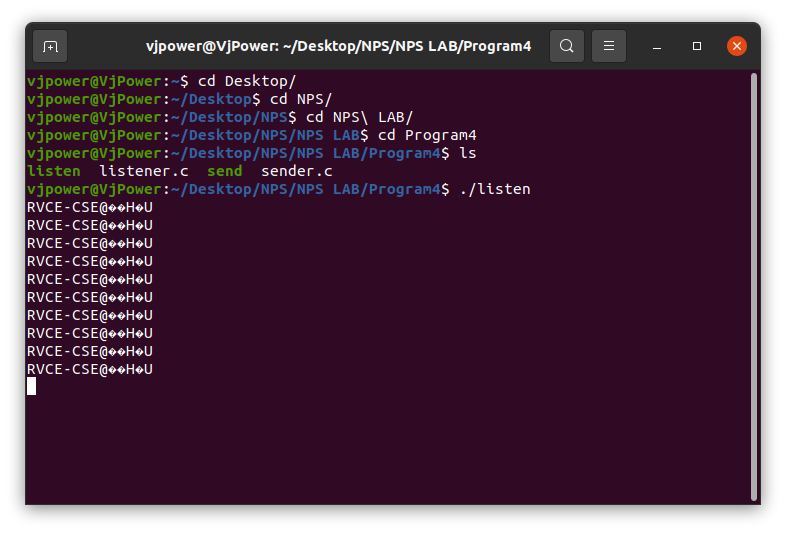 vjpower@VjPower: ~/Desktop/NPS/NPS LAB/Program4
vjpower@VjPower:~$ cd Desktop/
vjpower@VjPower:~/Desktop$ cd NPS/
vjpower@VjPower:~/Desktop/NPS$ cd NPS\ LAB/
vjpower@VjPower:~/Desktop/NPS/NPS LAB$ cd Program4
vjpower@VjPower:~/Desktop/NPS/NPS LAB/Program4$ ls
listen  listener.c  send  sender.c
vjpower@VjPower:~/Desktop/NPS/NPS LAB/Program4$ ./listen
RVCE-CSE@��H�U
RVCE-CSE@��H�U
RVCE-CSE@��H�U
RVCE-CSE@��H�U
RVCE-CSE@��H�U
RVCE-CSE@��H�U
RVCE-CSE@��H�U
RVCE-CSE@��H�U
RVCE-CSE@��H�U
RVCE-CSE@��H�U